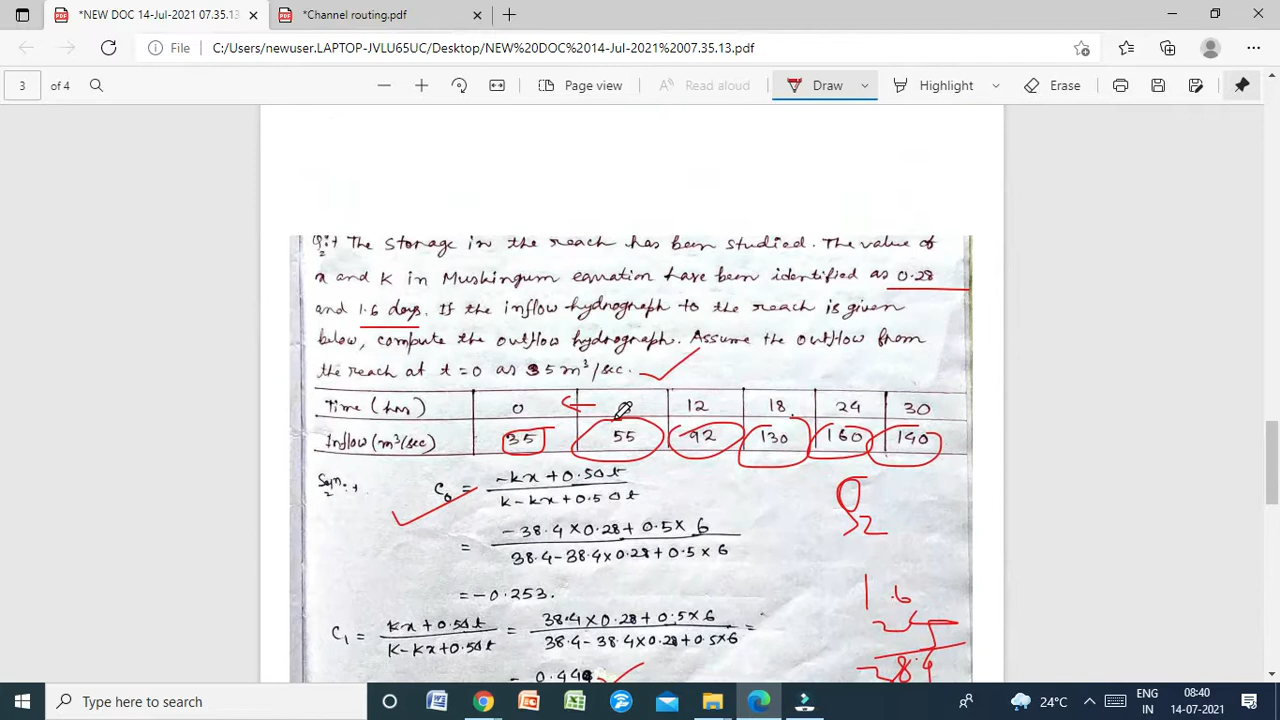 *NEW DOC 14-Jul-2021 07.35.13
*Channel routing.pdf
File
C:/Users/newuser.LAPTOP-JVLU65UC/Desktop/NEW%20DOC%2014-Jul-2021%2007.35.13.pdf
3 of 4
Page view
Read aloud
Draw
Highlight
Erase
Q:→ The storage in the reach has been studied. The value of
x and K in Muskingum equation have been identified as 0.28
and 1.6 days. If the inflow hydrograph to the reach is given
below, compute the outflow hydrograph. Assume the outflow from
the reach at t=0 as 35 m³/sec.
Time (hrs) 0 12 18 24 30
Inflow (m³/sec) 35 55 92 130 160 140
Soln:→ C₀ = -kx + 0.5Δt / k-kx+0.5Δt
Q2
= -38.4×0.28+0.5×6 / 38.4-38.4×0.28+0.5×6
= -0.253.
1.6
C₁ = kx+0.5Δt / k-kx+0.5Δt = 38.4×0.28+0.5×6 / 38.4-38.4×0.28+0.5×6 =
24
38.4
= 0.449
Type here to search
24°C
ENG
IN
08:40
14-07-2021